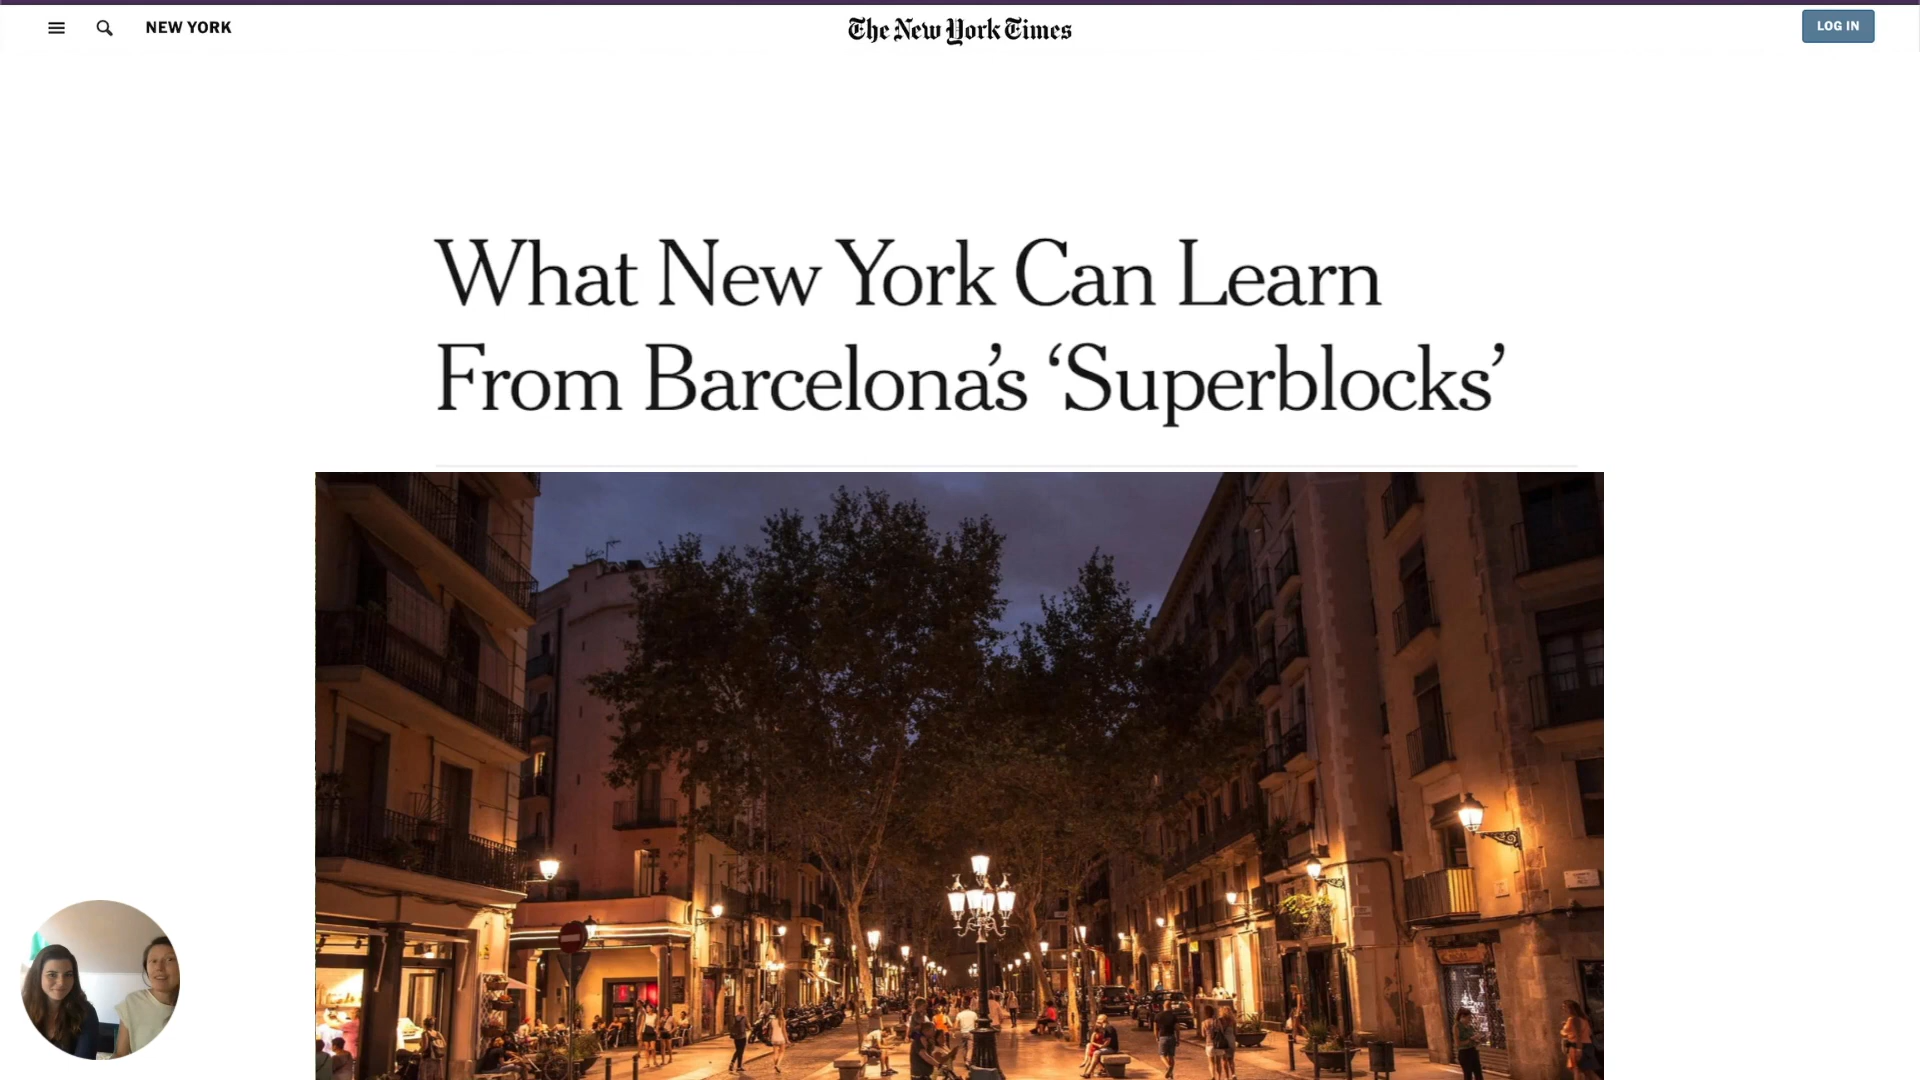 NEW YORK
The New York Times
LOG IN
What New York Can Learn
From Barcelona’s ‘Superblocks’